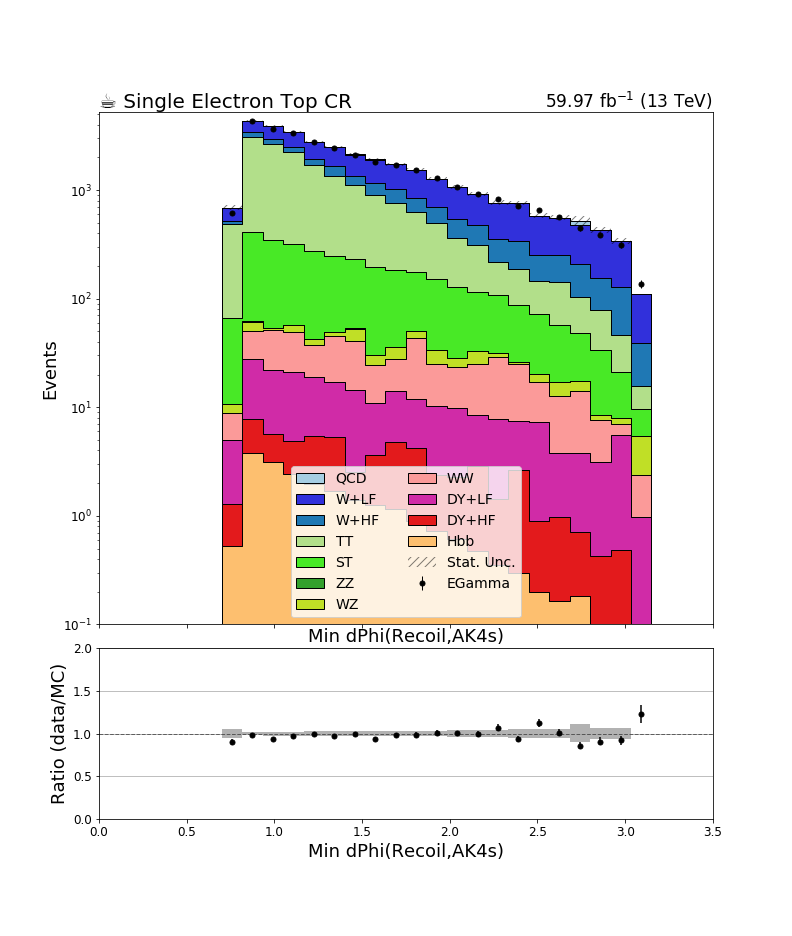 ☕ Single Electron Top CR
59.97 fb⁻¹ (13 TeV)
Events
10³
10²
10¹
10⁰
10⁻¹
QCD
W+LF
W+HF
TT
ST
ZZ
WZ
WW
DY+LF
DY+HF
Hbb
Stat. Unc.
EGamma
Min dPhi(Recoil,AK4s)
Ratio (data/MC)
2.0
1.5
1.0
0.5
0.0
0.0 0.5 1.0 1.5 2.0 2.5 3.0 3.5
Min dPhi(Recoil,AK4s)